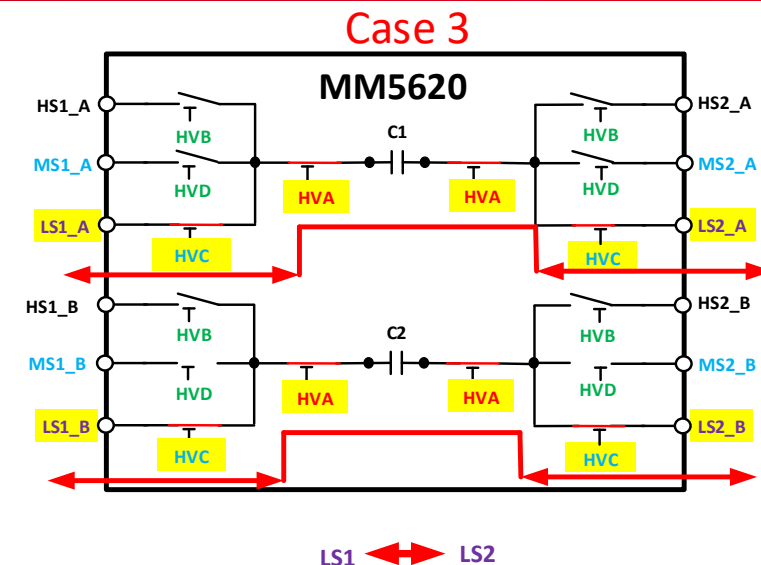 Case 3
MM5620
HS1_A
HVB
C1
HVB
HS2_A
MS1_A
HVD
HVA
HVA
HVD
MS2_A
LS1_A
HVC
HVC
LS2_A
HS1_B
HVB
C2
HVB
HS2_B
MS1_B
HVD
HVA
HVA
HVD
MS2_B
LS1_B
HVC
HVC
LS2_B
LS1 LS2